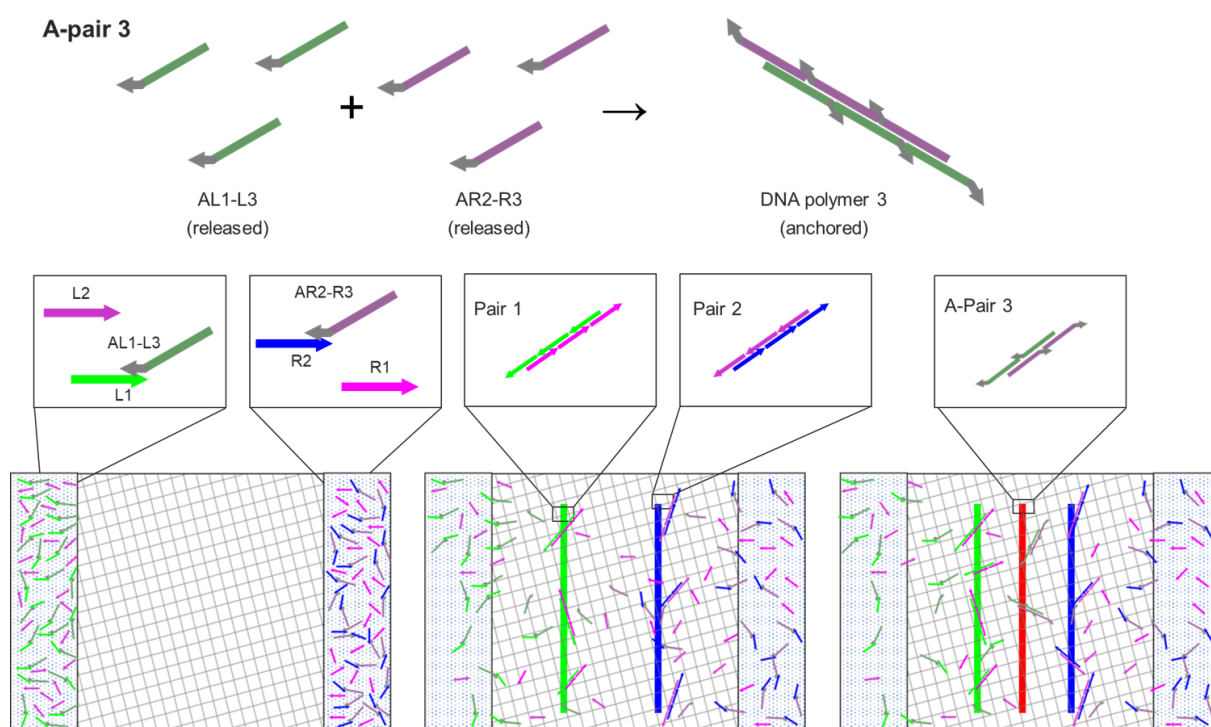 A-pair 3
+
→
AL1-L3
(released)
AR2-R3
(released)
DNA polymer 3
(anchored)
L2
AL1-L3
L1
AR2-R3
R2
R1
Pair 1
Pair 2
A-Pair 3